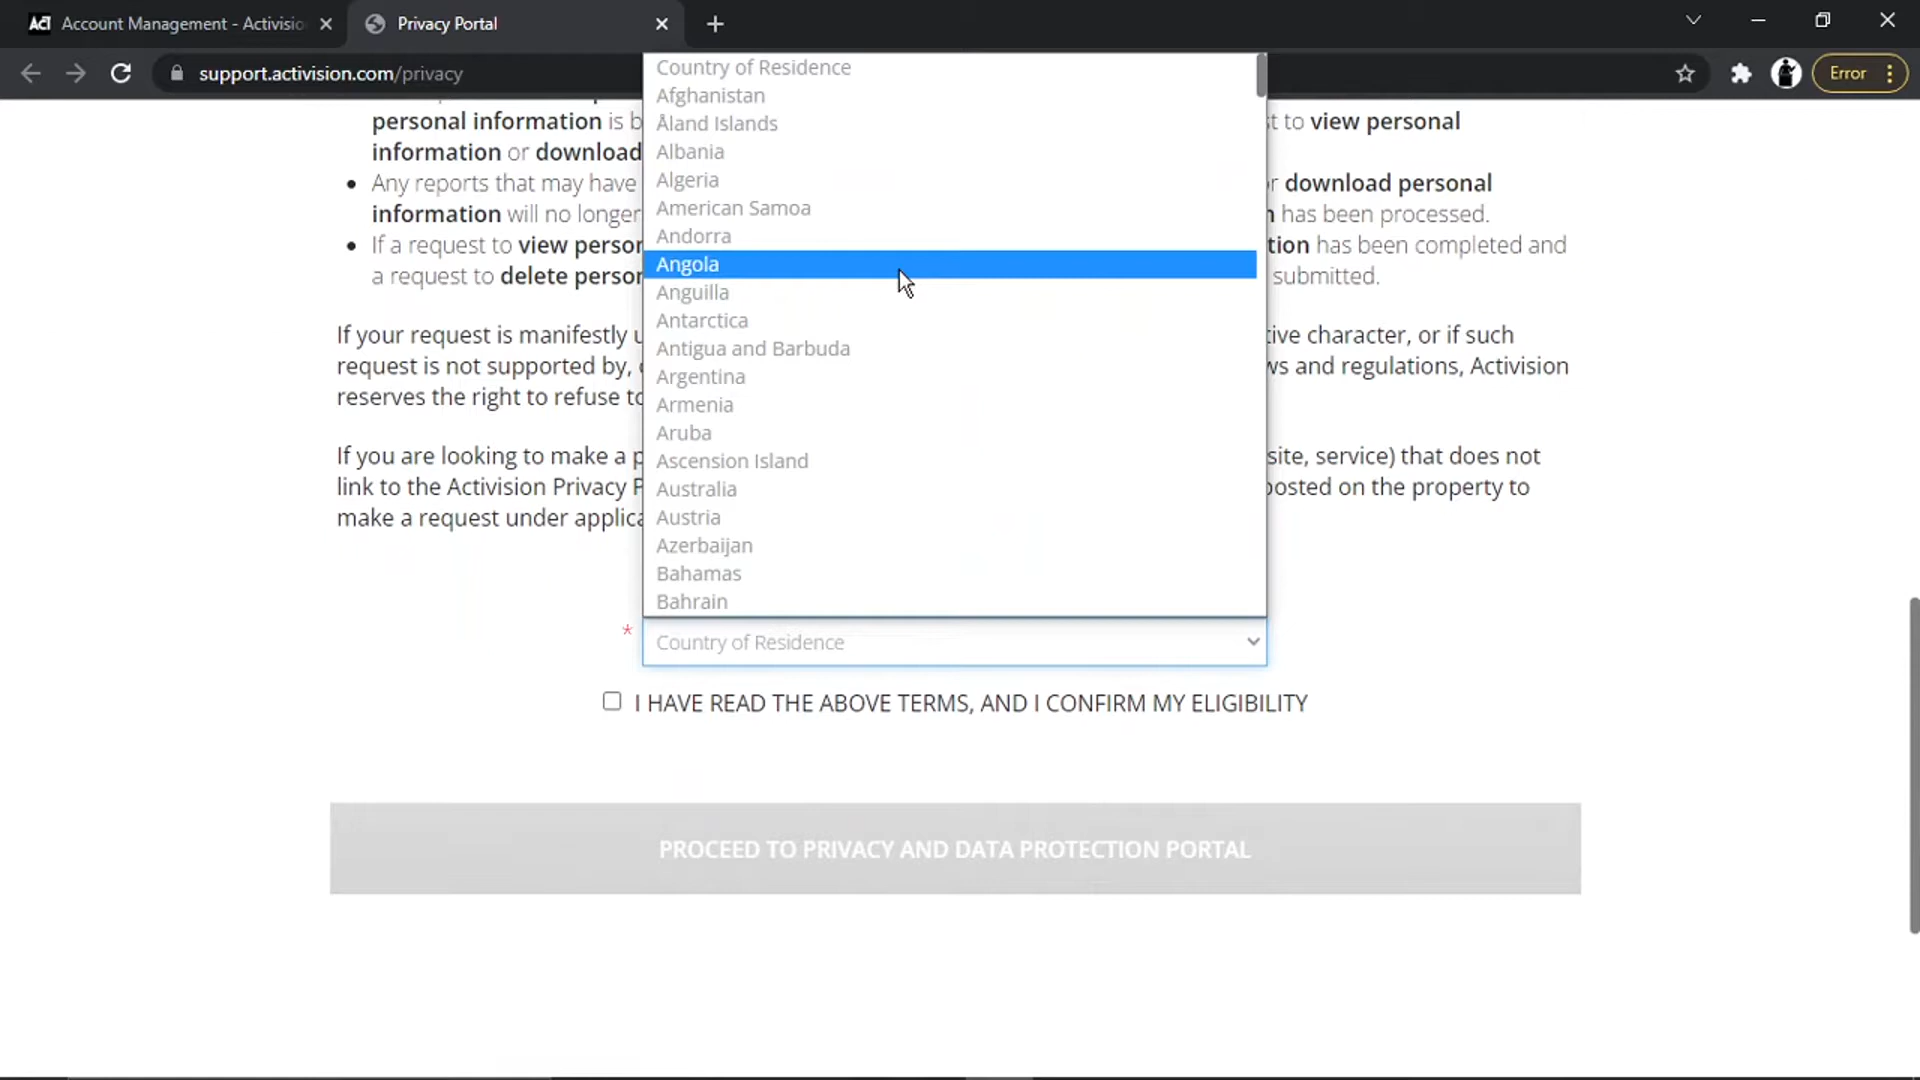 ACT Account Management - Activisio
Privacy Portal
support.activision.com/privacy
Error
Country of Residence
Afghanistan
Åland Islands
Albania
Algeria
American Samoa
Andorra
Angola
Anguilla
Antarctica
Antigua and Barbuda
Argentina
Armenia
Aruba
Ascension Island
Australia
Austria
Azerbaijan
Bahamas
Bahrain
personal information is b st to view personal
information or download
Any reports that may have or download personal
information will no longer has been processed.
If a request to view person has been completed and
a request to delete person submitted.
If your request is manifestly u character, or if such
request is not supported by, and regulations, Activision
reserves the right to refuse to
If you are looking to make a p site, service) that does not
link to the Activision Privacy P posted on the property to
make a request under applica
* Country of Residence
I HAVE READ THE ABOVE TERMS, AND I CONFIRM MY ELIGIBILITY
PROCEED TO PRIVACY AND DATA PROTECTION PORTAL